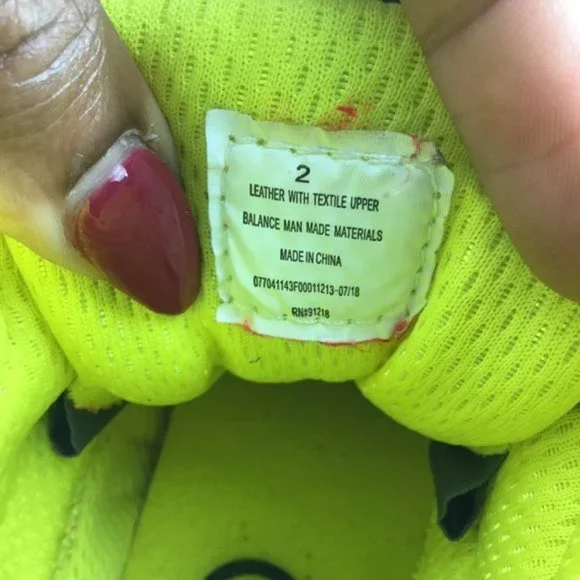 2
LEATHER WITH TEXTILE UPPER
BALANCE MAN MADE MATERIALS
MADE IN CHINA
077041143F00011213-07/18
RN#91218